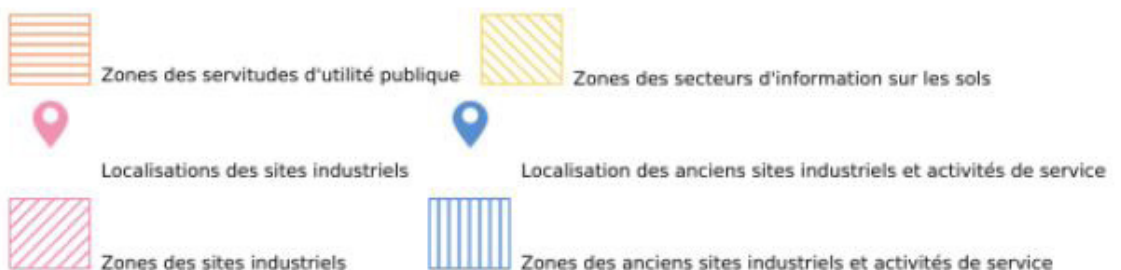 Zones des servitudes d'utilité publique
Zones des secteurs d'information sur les sols
Localisations des sites industriels
Localisation des anciens sites industriels et activités de service
Zones des sites industriels
Zones des anciens sites industriels et activités de service